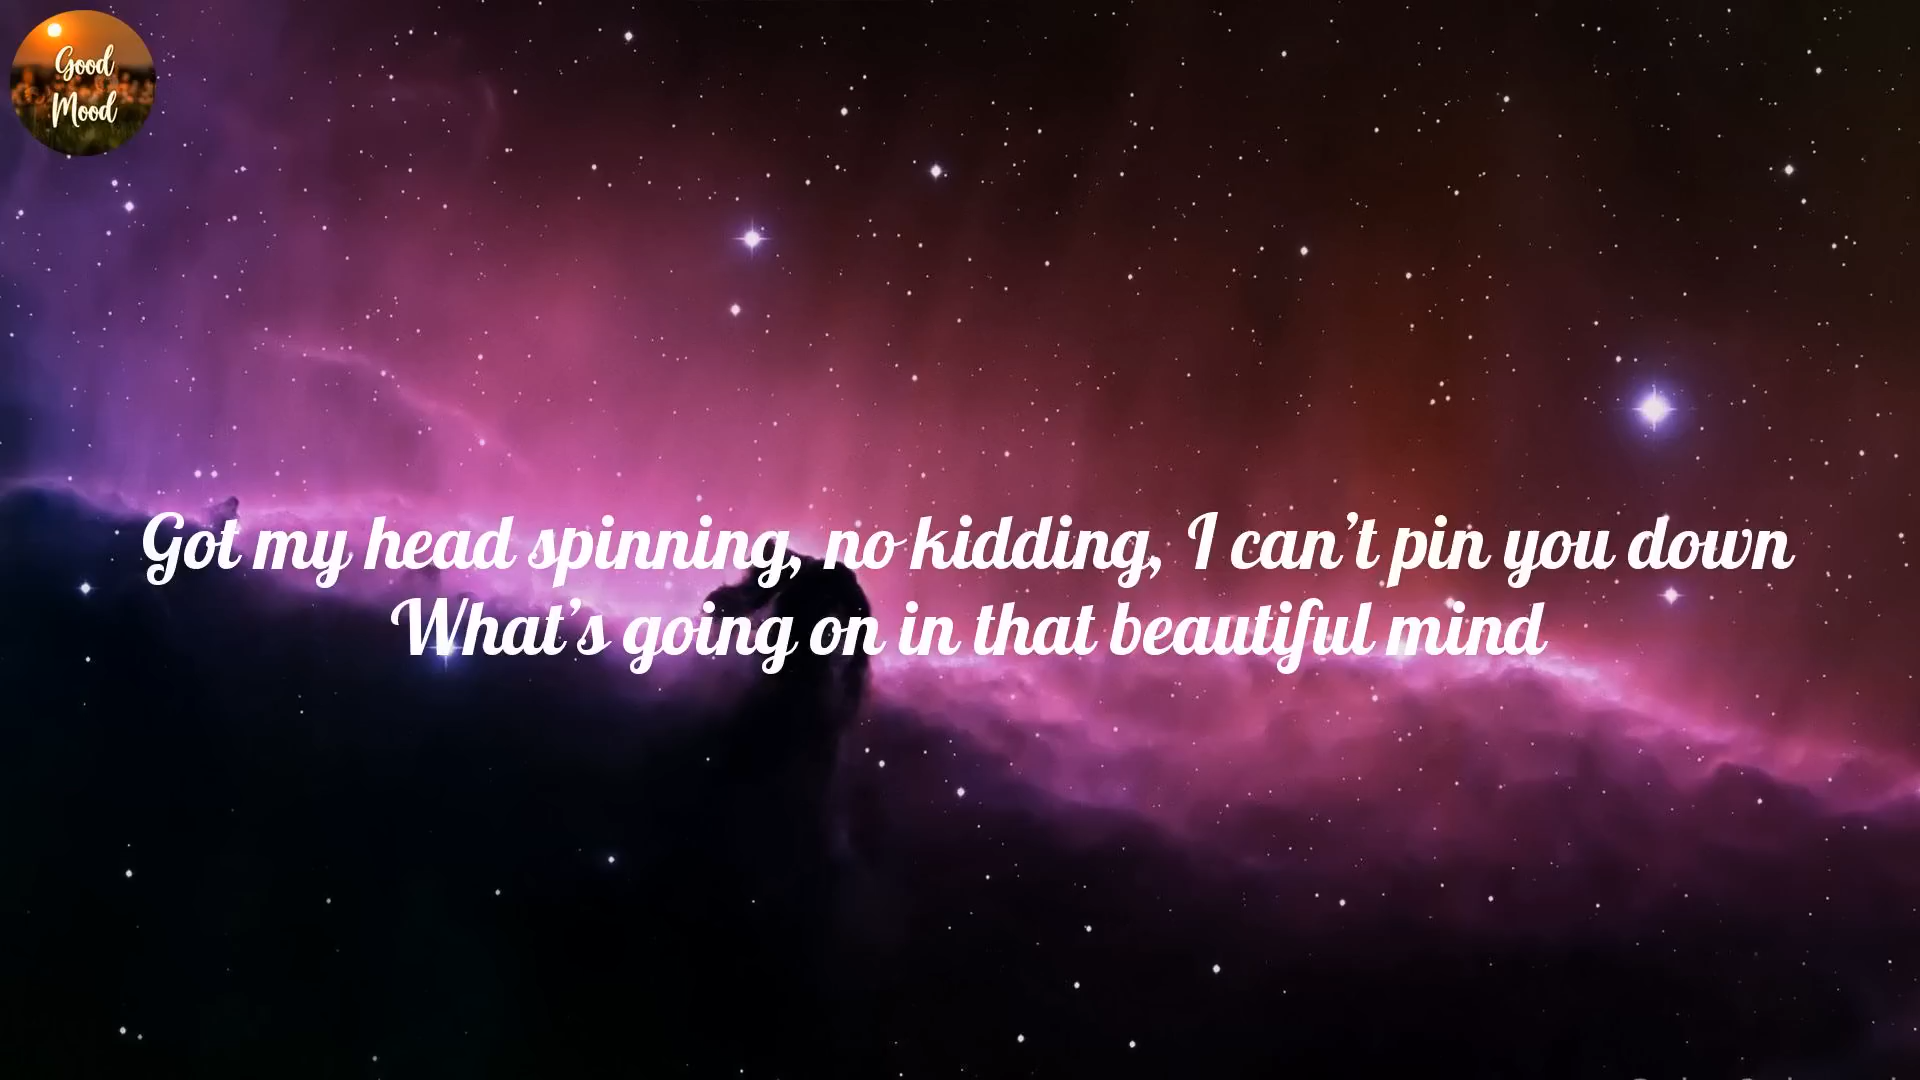 Good
Mood
Got my head spinning, no kidding, I can't pin you down
What's going on in that beautiful mind